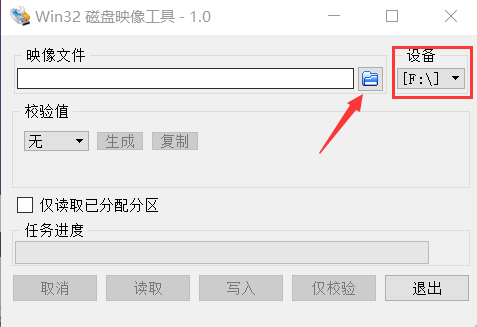 Win32 磁盘映像工具 - 1.0
映像文件
设备
[F:\]
校验值
无
生成
复制
仅读取已分配分区
任务进度
取消
读取
写入
仅校验
退出